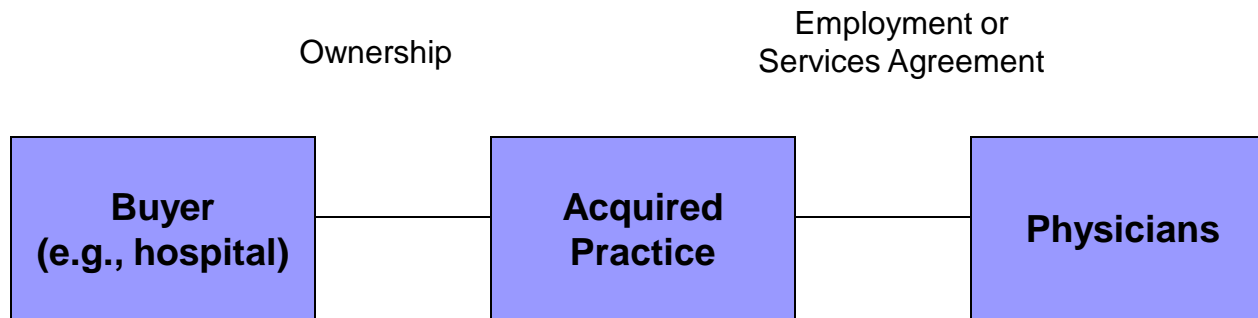 Ownership
Employment or
Services Agreement
Buyer
(e.g., hospital)
Acquired
Practice
Physicians